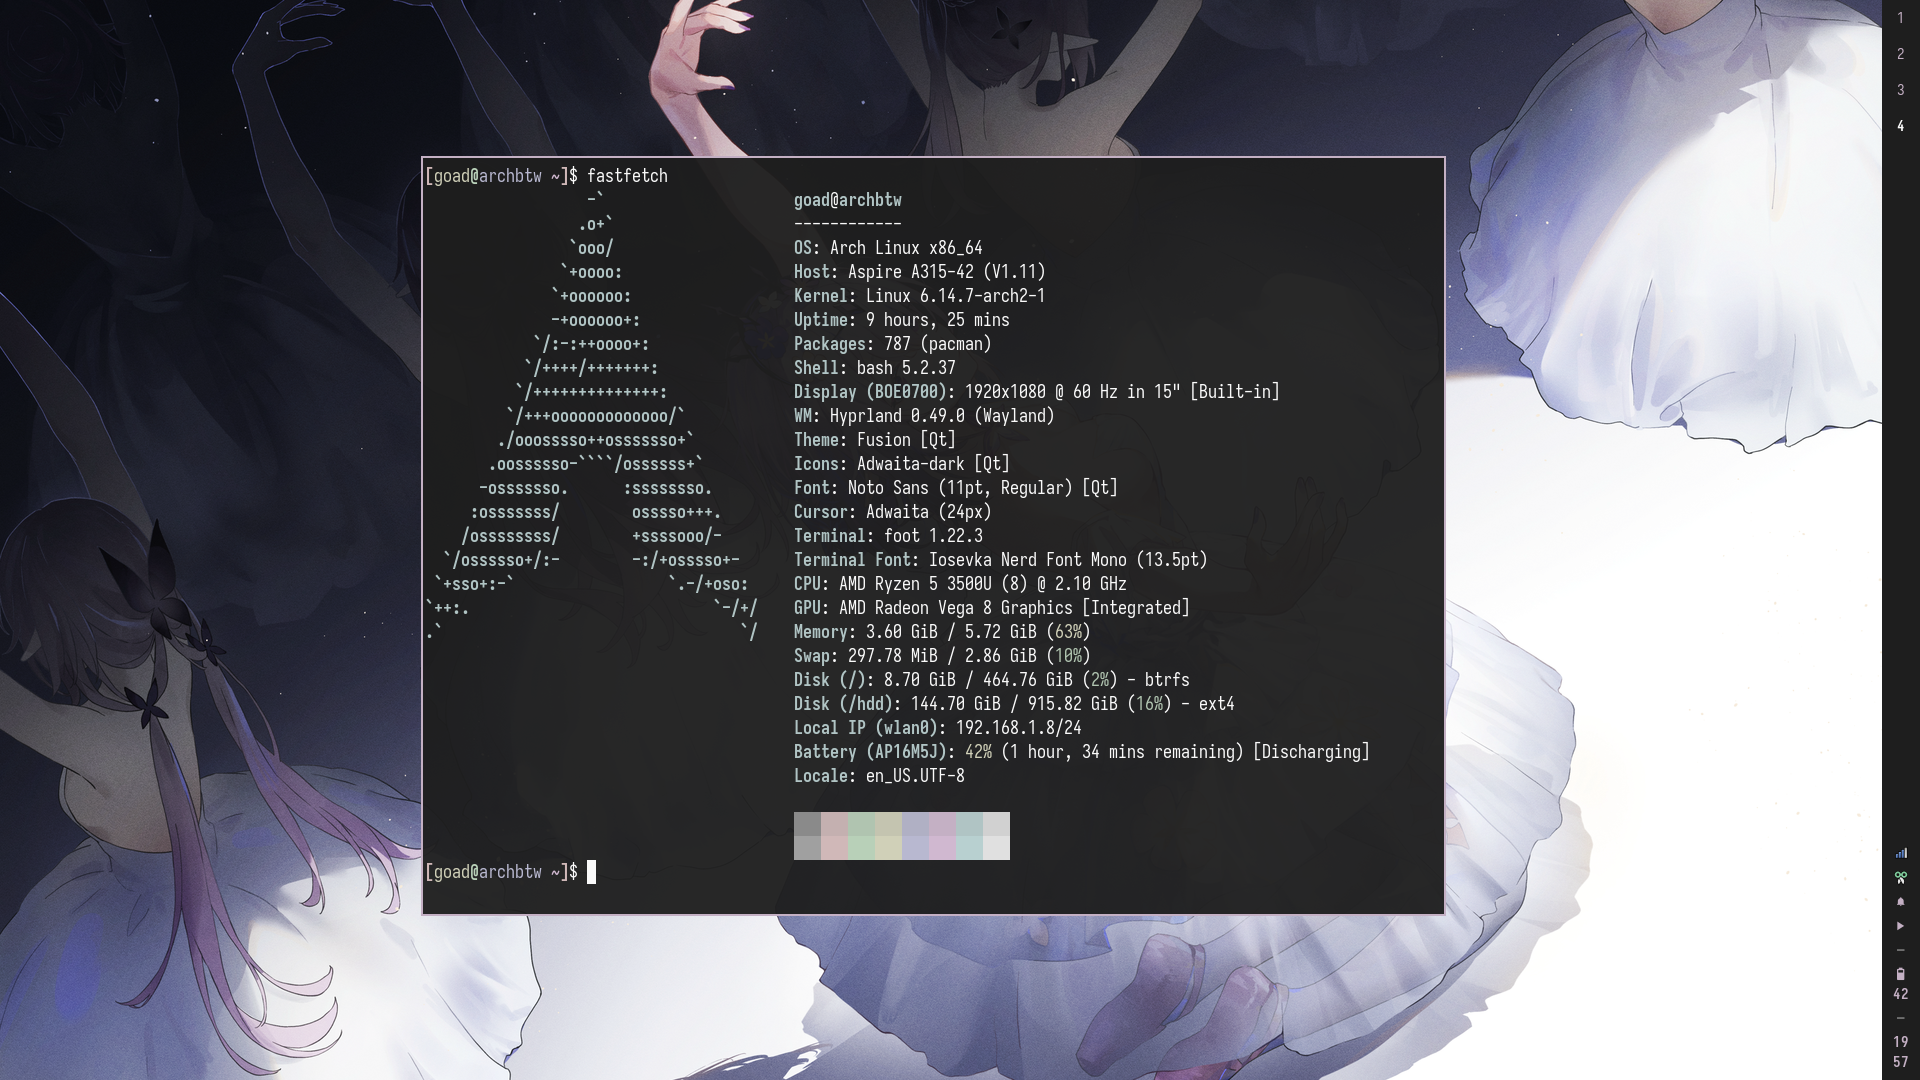 [goad@archbtw ~]$ fastfetch
-`
.o+`
`ooo/
`+oooo:
`+oooooo:
-+oooooo+:
`/:-:++oooo+:
`/++++/+++++++:
`/++++++++++++++:
`/+++ooooooooooooo/`
./ooosssso++osssssso+`
.oossssso-````/ossssss+`
-osssssso.      :ssssssso.
:osssssss/        osssso+++.
/ossssssss/        +ssssooo/-
`/ossssso+/:-        -:/+osssso+-
`+sso+:-`                 `.-/+oso:
`++:.                           `-/+/
.`                                 `/
goad@archbtw
------------
OS: Arch Linux x86_64
Host: Aspire A315-42 (V1.11)
Kernel: Linux 6.14.7-arch2-1
Uptime: 9 hours, 25 mins
Packages: 787 (pacman)
Shell: bash 5.2.37
Display (BOE0700): 1920x1080 @ 60 Hz in 15" [Built-in]
WM: Hyprland 0.49.0 (Wayland)
Theme: Fusion [Qt]
Icons: Adwaita-dark [Qt]
Font: Noto Sans (11pt, Regular) [Qt]
Cursor: Adwaita (24px)
Terminal: foot 1.22.3
Terminal Font: Iosevka Nerd Font Mono (13.5pt)
CPU: AMD Ryzen 5 3500U (8) @ 2.10 GHz
GPU: AMD Radeon Vega 8 Graphics [Integrated]
Memory: 3.60 GiB / 5.72 GiB (63%)
Swap: 297.78 MiB / 2.86 GiB (10%)
Disk (/): 8.70 GiB / 464.76 GiB (2%) - btrfs
Disk (/hdd): 144.70 GiB / 915.82 GiB (16%) - ext4
Local IP (wlan0): 192.168.1.8/24
Battery (AP16M5J): 42% (1 hour, 34 mins remaining) [Discharging]
Locale: en_US.UTF-8
[goad@archbtw ~]$
1
2
3
4
42
19
57